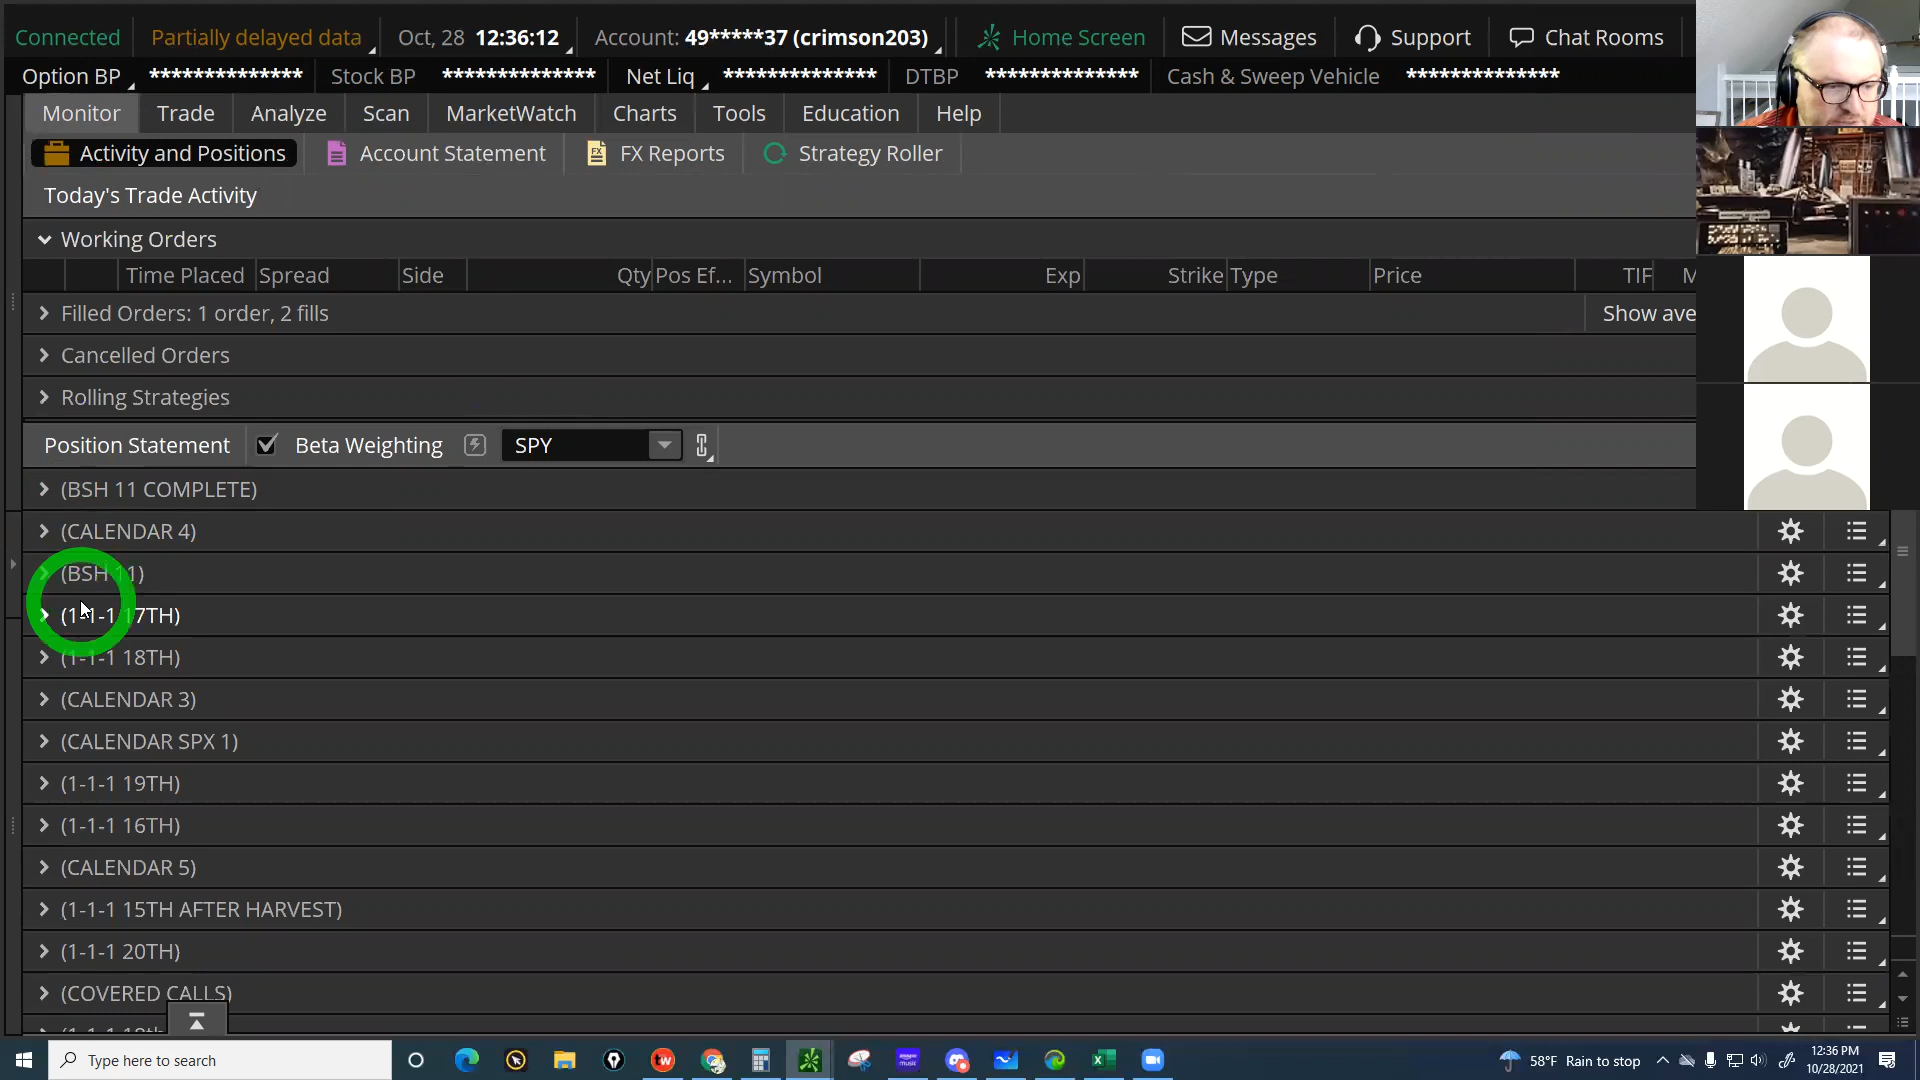 Connected Partially delayed data Oct, 28 12:36:12 Account: 49*****37 (crimson203) Home Screen Messages Support Chat Rooms
Option BP ************** Stock BP ************** Net Liq ************** DTBP ************** Cash & Sweep Vehicle **************
Monitor Trade Analyze Scan MarketWatch Charts Tools Education Help
Activity and Positions Account Statement FX Reports Strategy Roller
Today's Trade Activity
Working Orders
Time Placed Spread Side Qty Pos Ef... Symbol Exp Strike Type Price TIF M
Filled Orders: 1 order, 2 fills Show ave
Cancelled Orders
Rolling Strategies
Position Statement Beta Weighting SPY
(BSH 11 COMPLETE)
(CALENDAR 4)
(BSH 11)
(1-1-1 17TH)
(1-1-1 18TH)
(CALENDAR 3)
(CALENDAR SPX 1)
(1-1-1 19TH)
(1-1-1 16TH)
(CALENDAR 5)
(1-1-1 15TH AFTER HARVEST)
(1-1-1 20TH)
(COVERED CALLS)
Type here to search 58°F Rain to stop 12:36 PM
10/28/2021